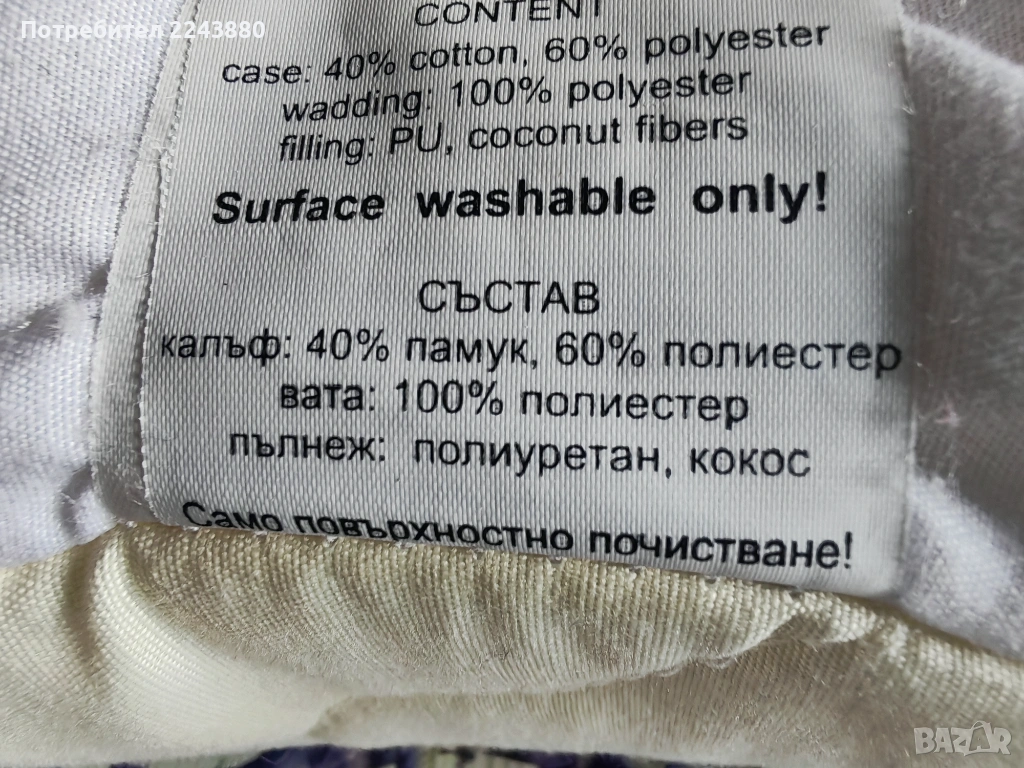 Потребител 2243880
CONTENT
case: 40% cotton, 60% polyester
wadding: 100% polyester
filling: PU, coconut fibers
Surface washable only!
СЪСТАВ
калъф: 40% памук, 60% полиестер
вата: 100% полиестер
пълнеж: полиуретан, кокос
Само повърхностно почистване!
BAZAR